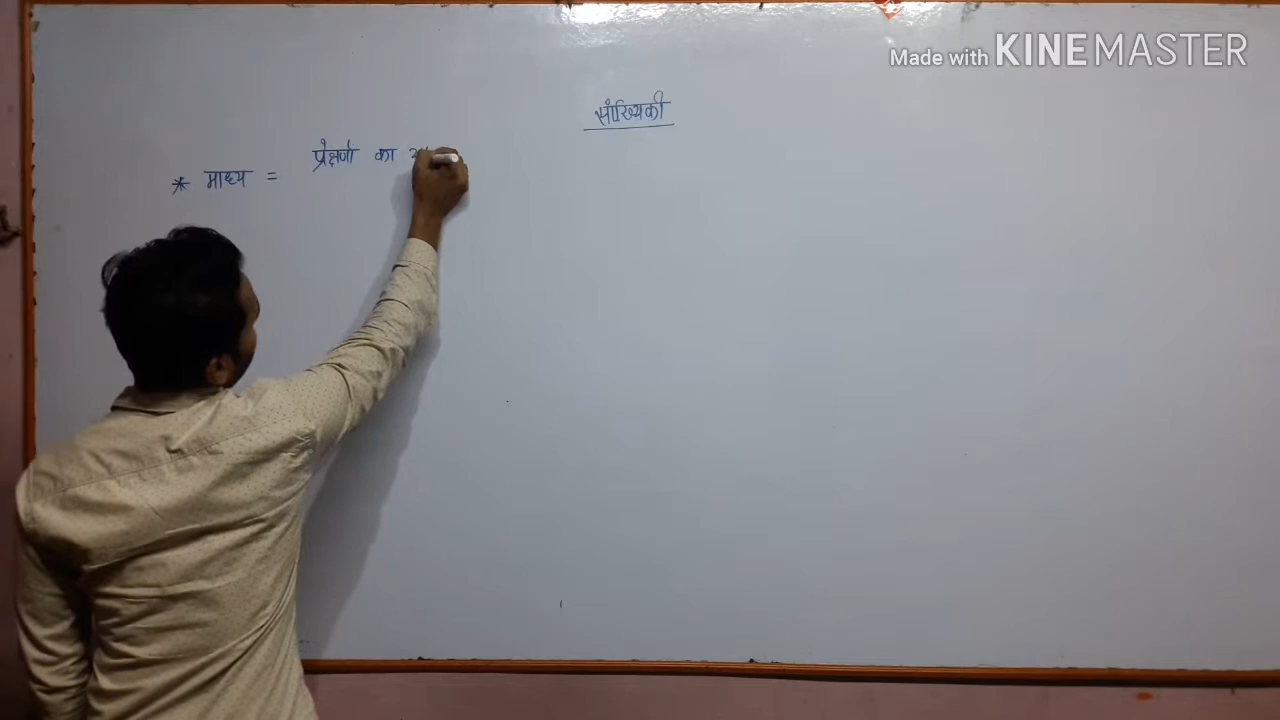 Made with KINEMASTER
सांख्यिकी
प्रेक्षणों का
* माध्य =